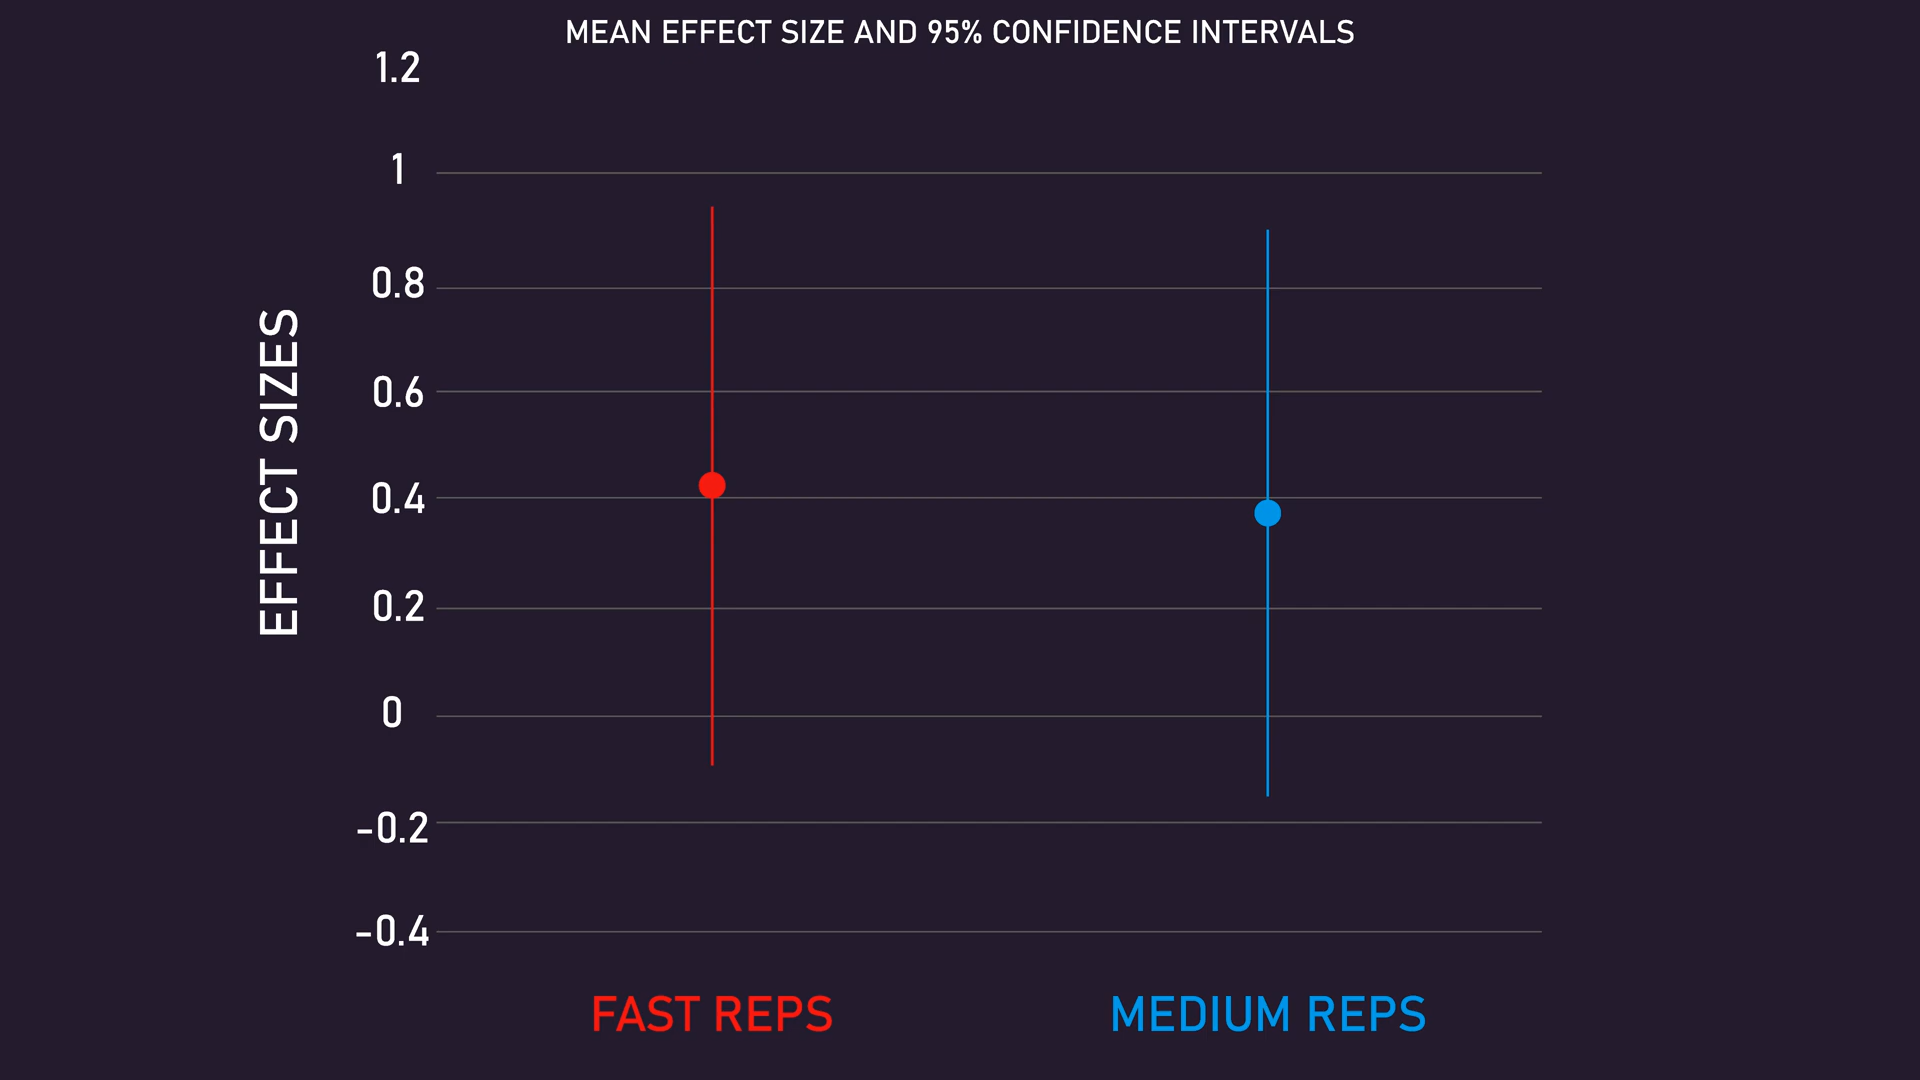 MEAN EFFECT SIZE AND 95% CONFIDENCE INTERVALS
1.2
1
0.8
0.6
0.4
0.2
0
-0.2
-0.4
EFFECT SIZES
FAST REPS
MEDIUM REPS